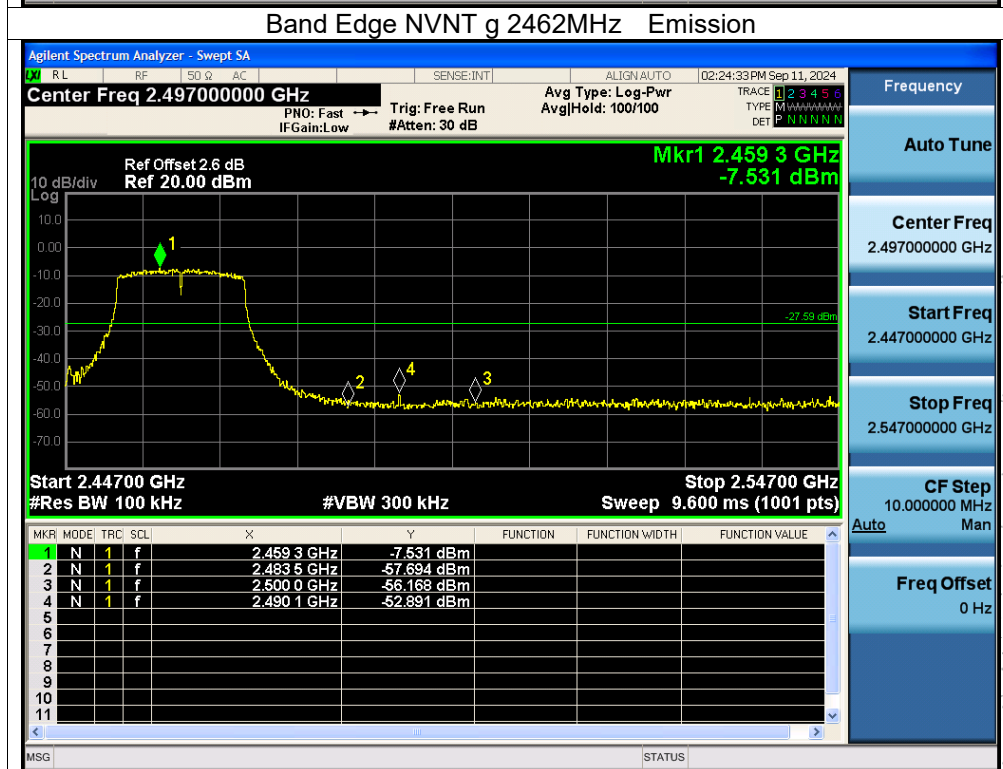 Band Edge NVNT g 2462MHz Emission
Agilent Spectrum Analyzer - Swept SA
LXI RL RF 50 Ω AC SENSE:INT ALIGN AUTO 02:24:33 PM Sep 11, 2024
Center Freq 2.497000000 GHz
PNO: Fast
IFGain:Low
Trig: Free Run
#Atten: 30 dB
Avg Type: Log-Pwr
Avg|Hold: 100/100
TRACE 1 2 3 4 5 6
TYPE M
DET P N N N N N
Mkr1 2.459 3 GHz
-7.531 dBm
Ref Offset 2.6 dB
10 dB/div Ref 20.00 dBm
Log
10.0
0.00
-10.0
-20.0
-30.0
-40.0
-50.0
-60.0
-70.0
1
2
4
3
-27.59 dBm
Start 2.44700 GHz Stop 2.54700 GHz
#Res BW 100 kHz #VBW 300 kHz Sweep 9.600 ms (1001 pts)
MKR MODE TRC SCL X Y FUNCTION FUNCTION WIDTH FUNCTION VALUE
1 N 1 f 2.459 3 GHz -7.531 dBm
2 N 1 f 2.483 5 GHz -57.694 dBm
3 N 1 f 2.500 0 GHz -56.168 dBm
4 N 1 f 2.490 1 GHz -52.891 dBm
5
6
7
8
9
10
11
MSG STATUS
Frequency
Auto Tune
Center Freq
2.497000000 GHz
Start Freq
2.447000000 GHz
Stop Freq
2.547000000 GHz
CF Step
10.000000 MHz
Auto Man
Freq Offset
0 Hz